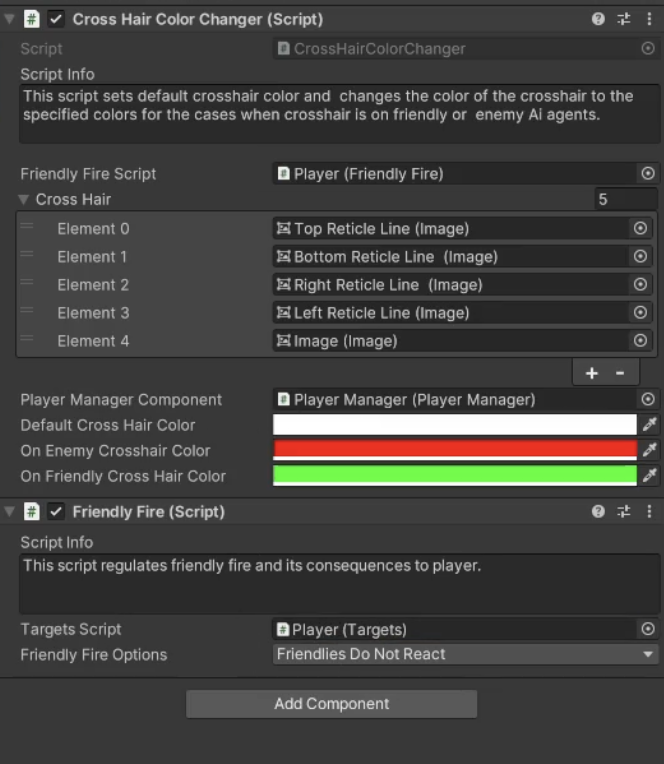 Cross Hair Color Changer (Script)
Script CrossHairColorChanger
Script Info
This script sets default crosshair color and  changes the color of the crosshair to the
specified colors for the cases when crosshair is on friendly or  enemy Ai agents.
Friendly Fire Script Player (Friendly Fire)
Cross Hair 5
Element 0 Top Reticle Line (Image)
Element 1 Bottom Reticle Line  (Image)
Element 2 Right Reticle Line  (Image)
Element 3 Left Reticle Line (Image)
Element 4 Image (Image)
+ -
Player Manager Component Player Manager (Player Manager)
Default Cross Hair Color
On Enemy Crosshair Color
On Friendly Cross Hair Color
Friendly Fire (Script)
Script Info
This script regulates friendly fire and its consequences to player.
Targets Script Player (Targets)
Friendly Fire Options Friendlies Do Not React
Add Component